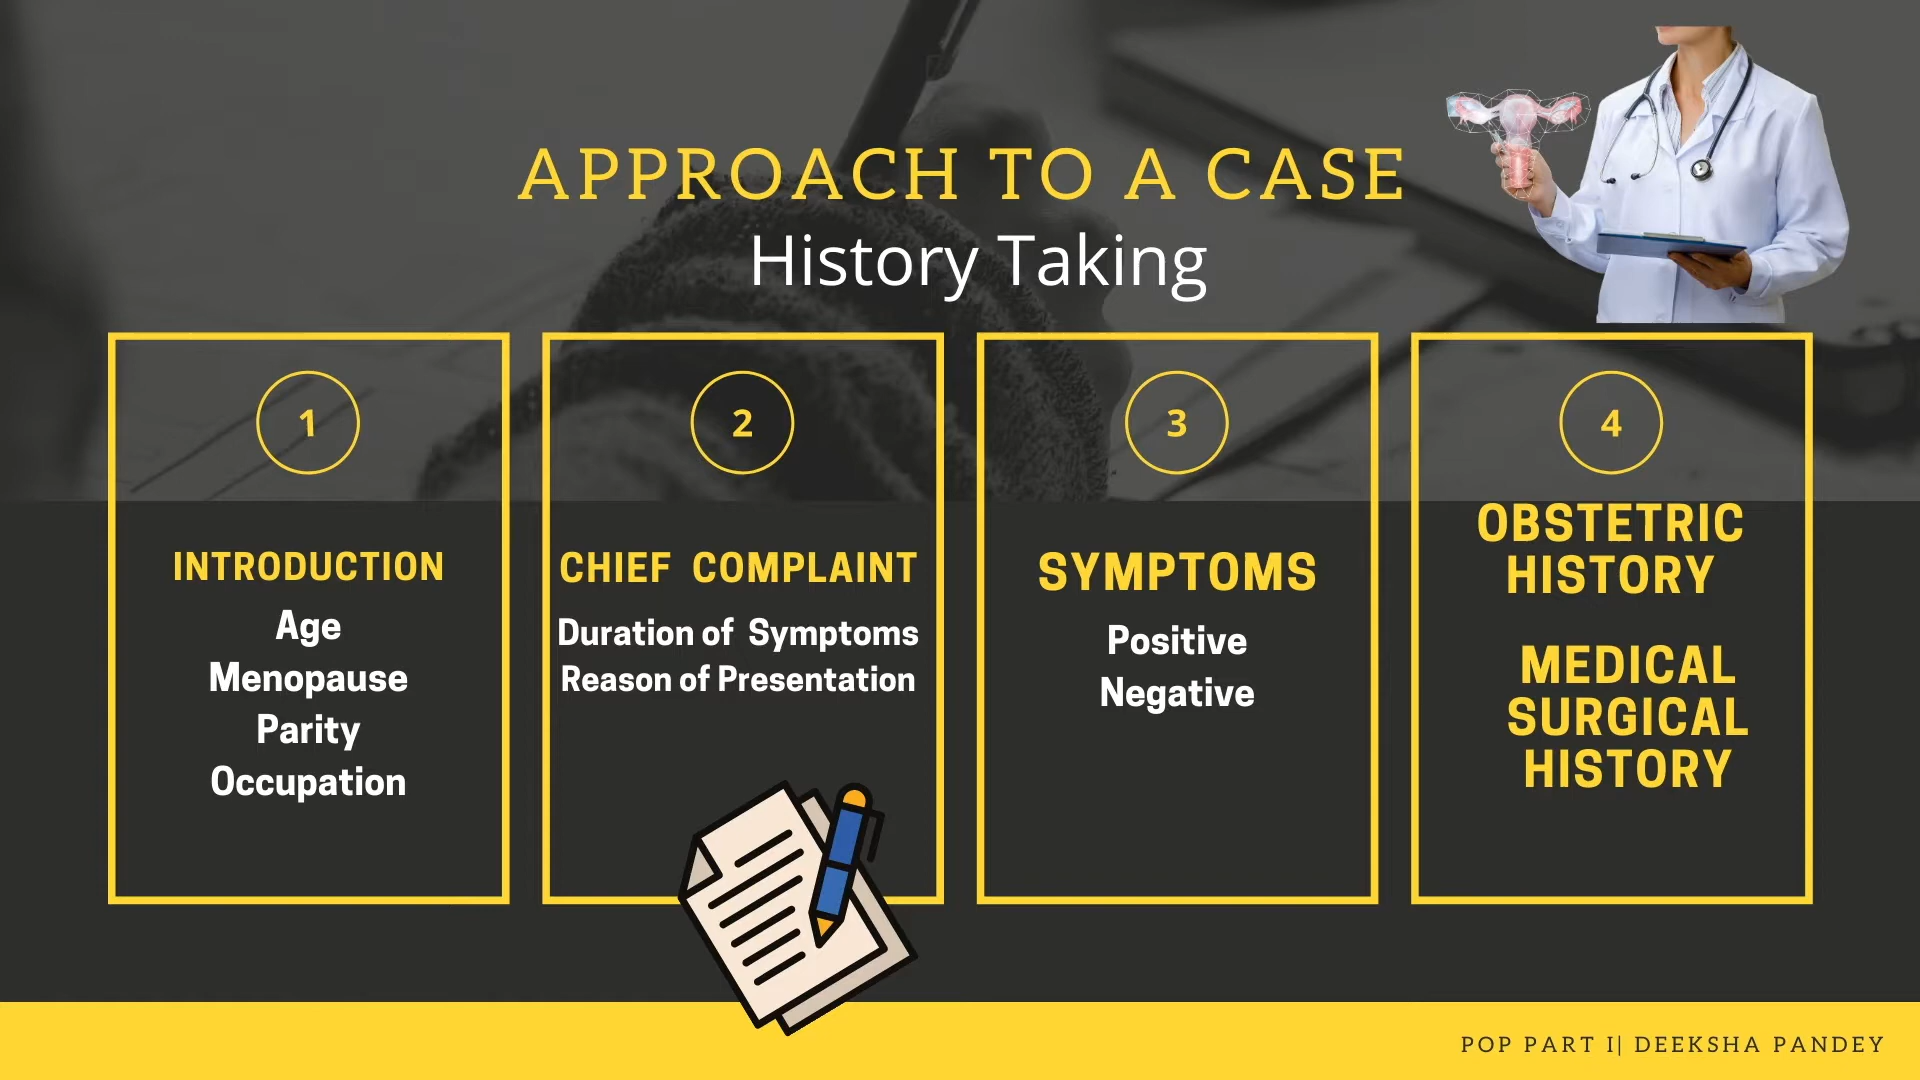 APPROACH TO A CASE
History Taking
1
INTRODUCTION
Age
Menopause
Parity
Occupation
2
CHIEF COMPLAINT
Duration of Symptoms
Reason of Presentation
3
SYMPTOMS
Positive
Negative
4
OBSTETRIC
HISTORY
MEDICAL
SURGICAL
HISTORY
POP PART I| DEEKSHA PANDEY